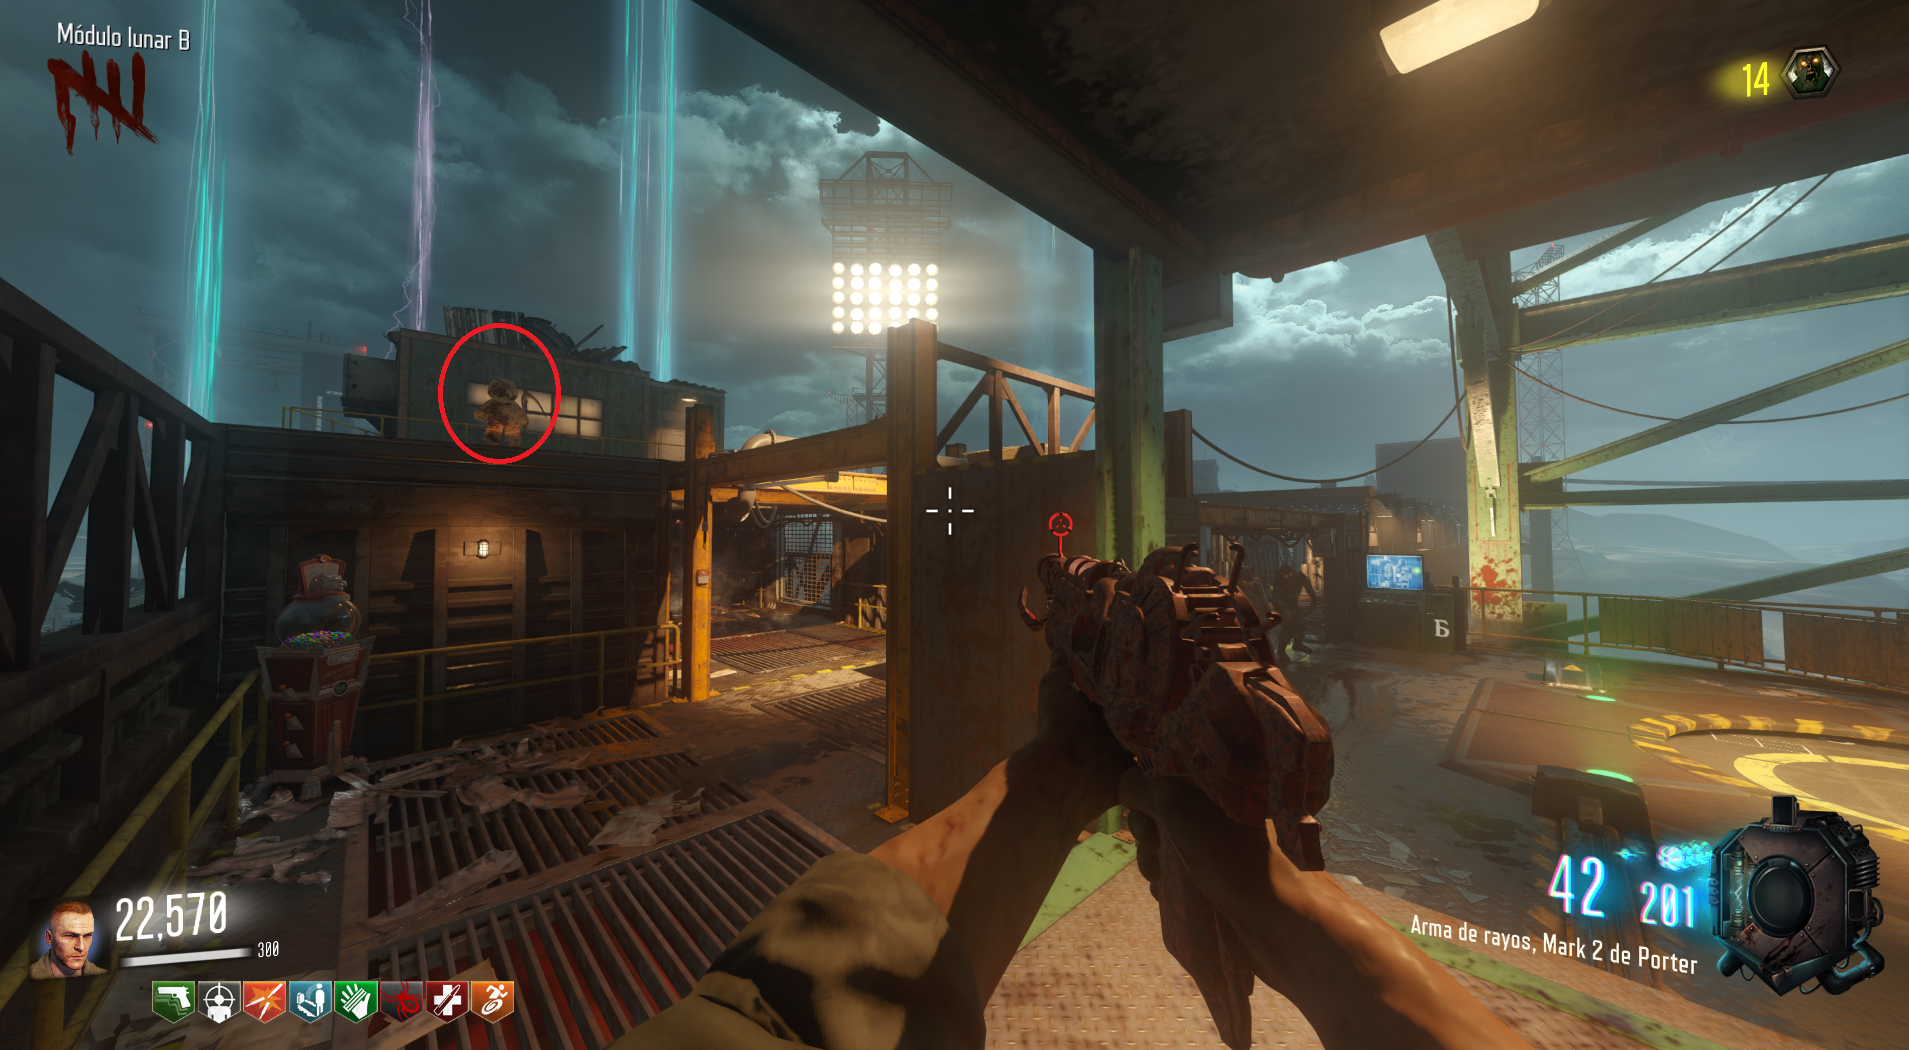 Módulo lunar B
14
Б
42
201
Arma de rayos, Mark 2 de Porter
22,570
300